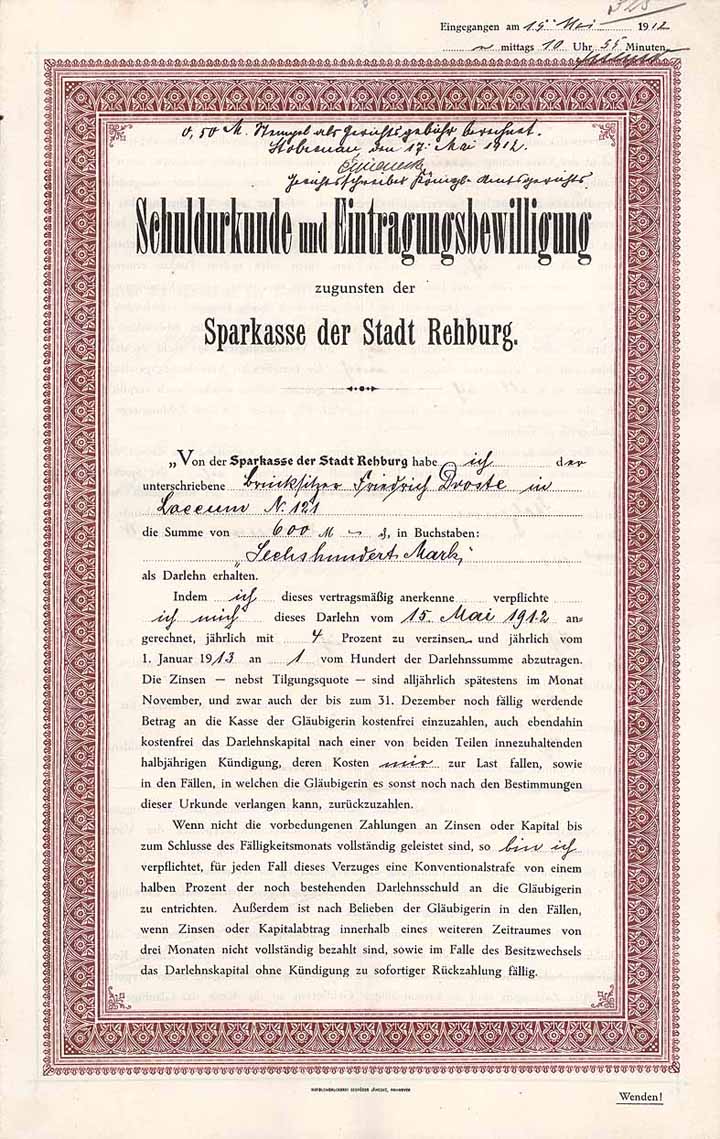 Eingegangen am 15. Mai 1912
mittags 10 Uhr 55 Minuten
0,50 M. Stempel als Gerichtsgebühr berechnet.
den 17. Mai 1912.
Gerichtsschreiber Königl. Amtsgerichts.
Schuldurkunde und Eintragungsbewilligung
zugunsten der
Sparkasse der Stadt Rehburg.
„Von der Sparkasse der Stadt Rehburg habe ich der
unterschriebene Brinksitzer Friedrich Droste in
Loccum N. 121
die Summe von 600 M — ₰, in Buchstaben:
„Sechshundert Mark“
als Darlehn erhalten.
Indem ich dieses vertragsmäßig anerkenne verpflichte
ich mich dieses Darlehn vom 15. Mai 1912 an=
gerechnet, jährlich mit 4 Prozent zu verzinsen und jährlich vom
1. Januar 1913 an 1 vom Hundert der Darlehnssumme abzutragen.
Die Zinsen — nebst Tilgungsquote — sind alljährlich spätestens im Monat
November, und zwar auch der bis zum 31. Dezember noch fällig werdende
Betrag an die Kasse der Gläubigerin kostenfrei einzuzahlen, auch ebendahin
kostenfrei das Darlehnskapital nach einer von beiden Teilen innezuhaltenden
halbjährigen Kündigung, deren Kosten mir zur Last fallen, sowie
in den Fällen, in welchen die Gläubigerin es sonst noch nach den Bestimmungen
dieser Urkunde verlangen kann, zurückzuzahlen.
Wenn nicht die vorbedungenen Zahlungen an Zinsen oder Kapital bis
zum Schlusse des Fälligkeitsmonats vollständig geleistet sind, so bin ich
verpflichtet, für jeden Fall dieses Verzuges eine Konventionalstrafe von einem
halben Prozent der noch bestehenden Darlehnsschuld an die Gläubigerin
zu entrichten. Außerdem ist nach Belieben der Gläubigerin in den Fällen,
wenn Zinsen oder Kapitalabtrag innerhalb eines weiteren Zeitraumes von
drei Monaten nicht vollständig bezahlt sind, sowie im Falle des Besitzwechsels
das Darlehnskapital ohne Kündigung zu sofortiger Rückzahlung fällig.
GEBRÜDER JÄNECKE, HANNOVER
Wenden!